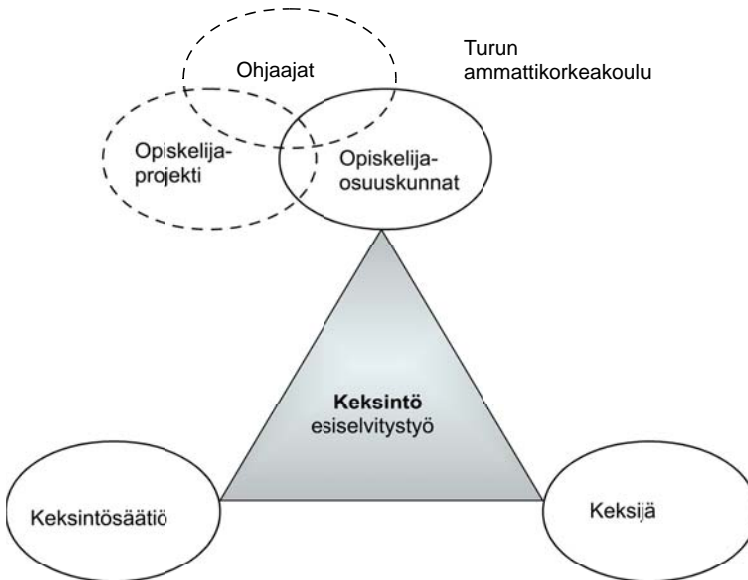 Ohjaajat
Turun
ammattikorkeakoulu
Opiskelija-
projekti
Opiskelija-
osuuskunnat
Keksintö
esiselvitystyö
Keksintösäätiö
Keksijä